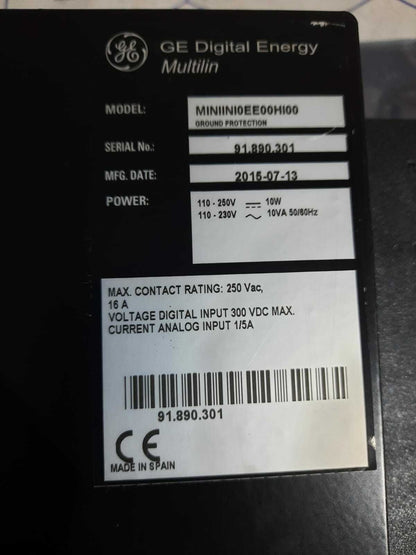 GE
GE Digital Energy
Multilin
MODEL: MINIINI0EE00HI00
GROUND PROTECTION
SERIAL No.: 91.890.301
MFG. DATE: 2015-07-13
POWER: 110 - 250V ⎓ 10W
110 - 230V ~ 10VA 50/60Hz
MAX. CONTACT RATING: 250 Vac,
16 A
VOLTAGE DIGITAL INPUT 300 VDC MAX.
CURRENT ANALOG INPUT 1/5A
91.890.301
CE
MADE IN SPAIN